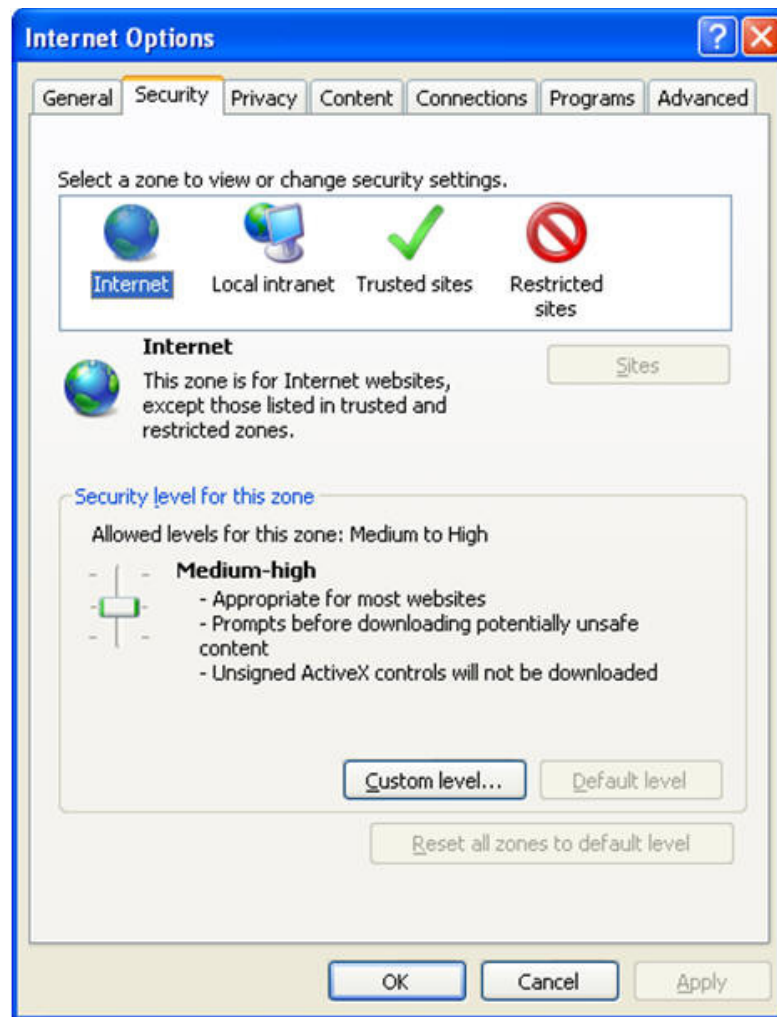 Internet Options
General Security Privacy Content Connections Programs Advanced
Select a zone to view or change security settings.
Internet Local intranet Trusted sites Restricted
sites
Internet
Sites
This zone is for Internet websites,
except those listed in trusted and
restricted zones.
Security level for this zone
Allowed levels for this zone: Medium to High
Medium-high
- Appropriate for most websites
- Prompts before downloading potentially unsafe
content
- Unsigned ActiveX controls will not be downloaded
Custom level... Default level
Reset all zones to default level
OK Cancel Apply